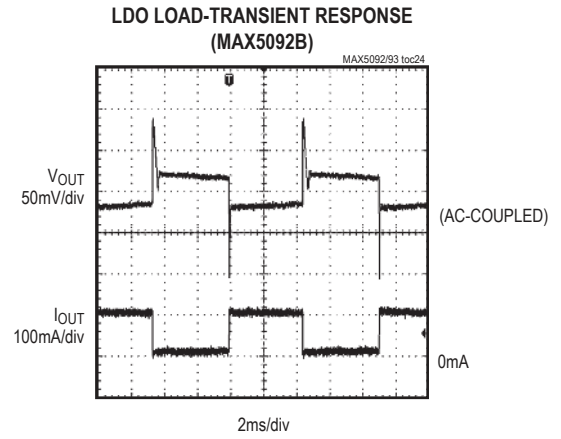 LDO LOAD-TRANSIENT RESPONSE
(MAX5092B)
MAX5092/93 toc24
T
VOUT
50mV/div
(AC-COUPLED)
IOUT
100mA/div
0mA
2ms/div